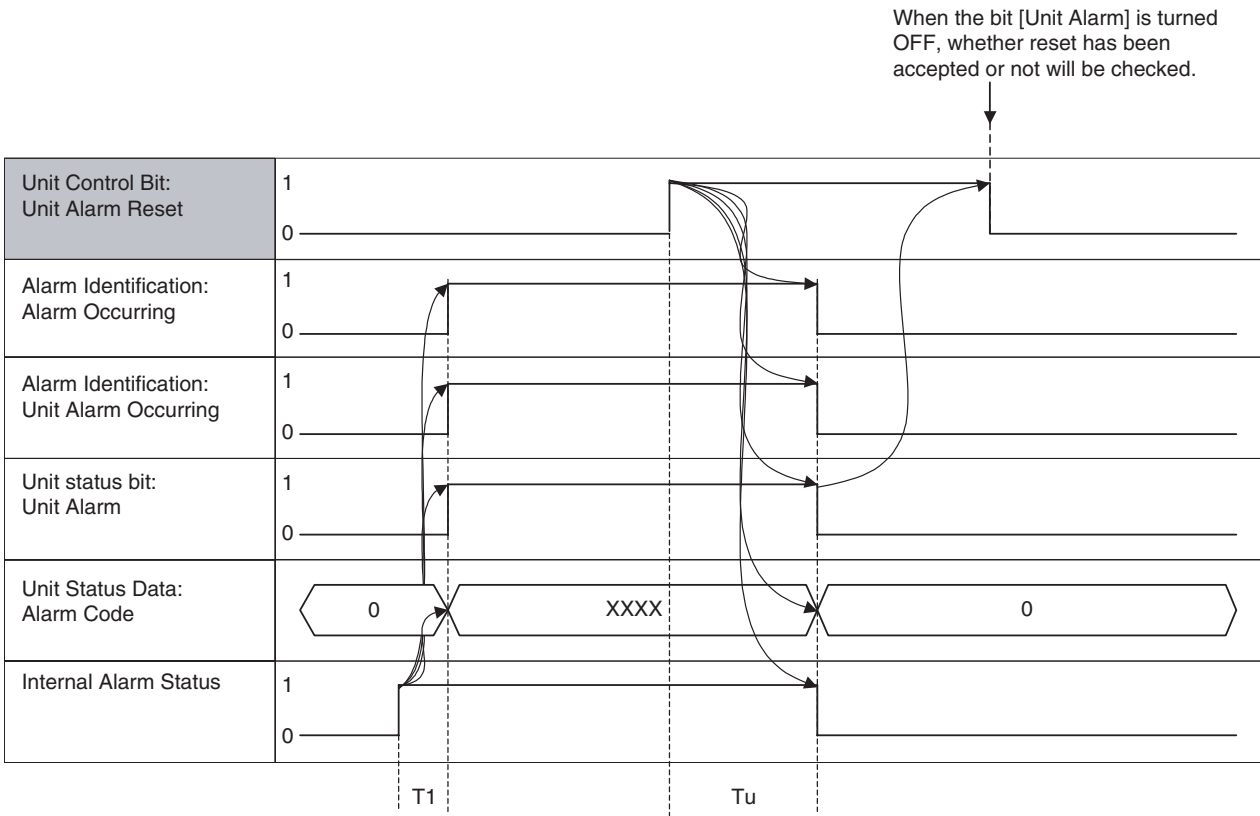 When the bit [Unit Alarm] is turned
OFF, whether reset has been
accepted or not will be checked.
Unit Control Bit:
Unit Alarm Reset
1
0
Alarm Identification:
Alarm Occurring
1
0
Alarm Identification:
Unit Alarm Occurring
1
0
Unit status bit:
Unit Alarm
1
0
Unit Status Data:
Alarm Code
0
XXXX
0
Internal Alarm Status
1
0
T1
Tu